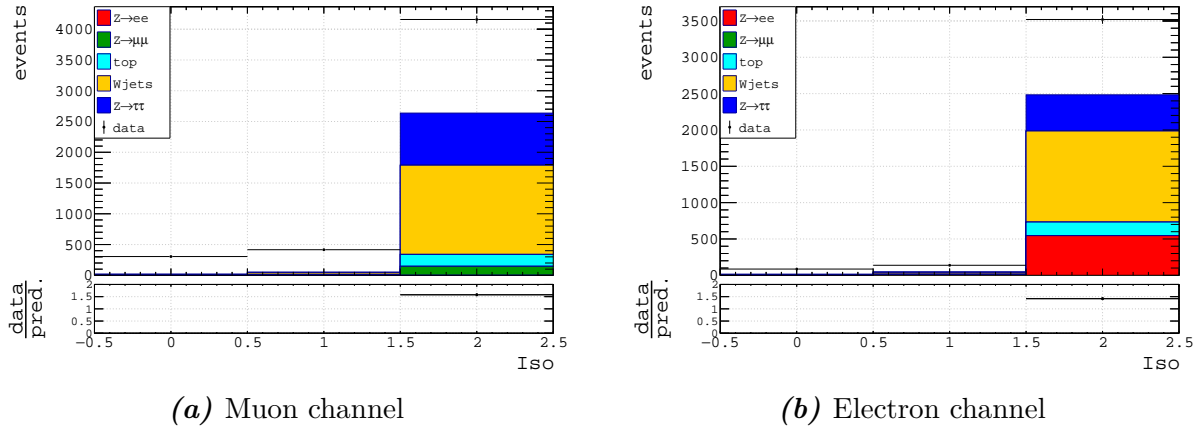 events
4000
3500
3000
2500
2000
1500
1000
500
0
Z→ee
Z→μμ
top
Wjets
Z→ττ
data
data
pred.
2
1.5
1
0.5
0
−0.5 0 0.5 1 1.5 2 2.5
Iso
(a) Muon channel
events
3500
3000
2500
2000
1500
1000
500
0
Z→ee
Z→μμ
top
Wjets
Z→ττ
data
data
pred.
2
1.5
1
0.5
0
−0.5 0 0.5 1 1.5 2 2.5
Iso
(b) Electron channel